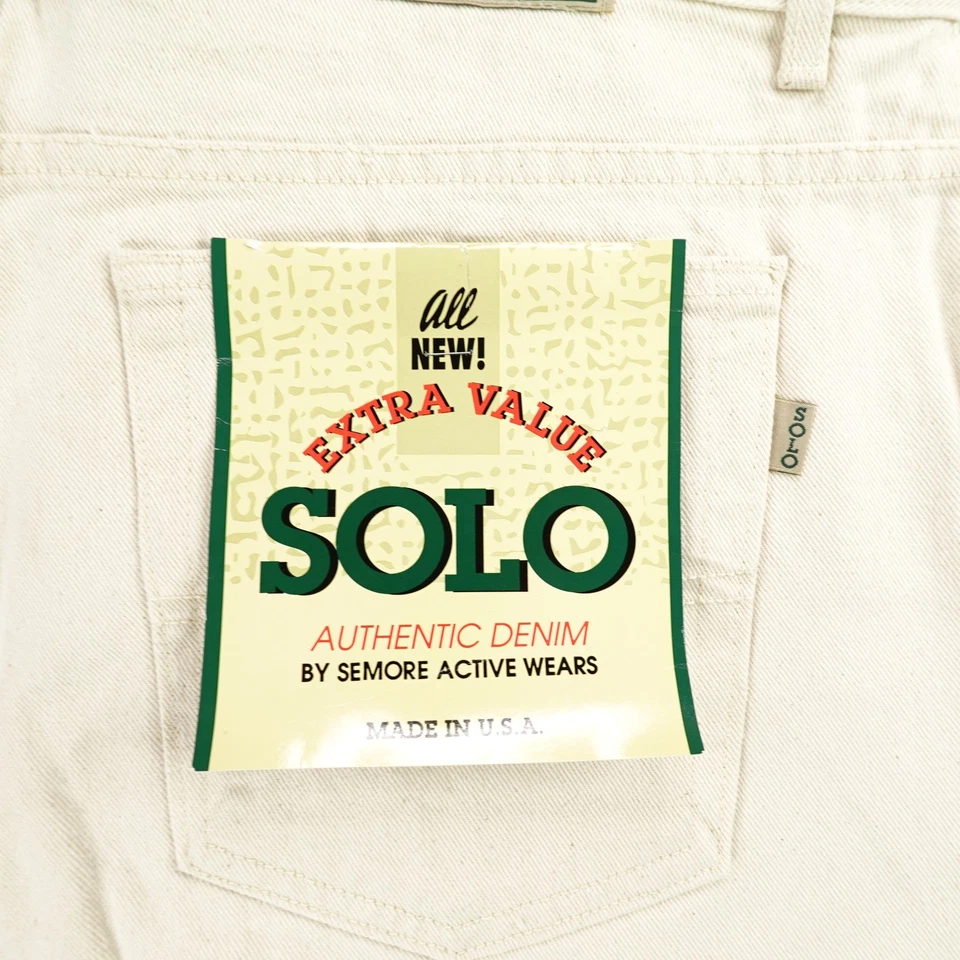 All
NEW!
EXTRA VALUE
SOLO
AUTHENTIC DENIM
BY SEMORE ACTIVE WEARS
MADE IN U.S.A.
SOLO